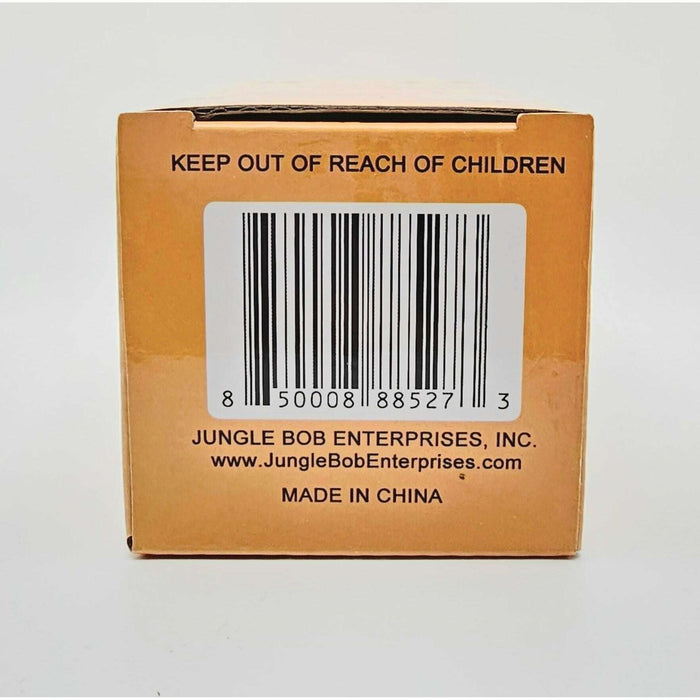 KEEP OUT OF REACH OF CHILDREN
8 50008 88527 3
JUNGLE BOB ENTERPRISES, INC.
www.JungleBobEnterprises.com
MADE IN CHINA